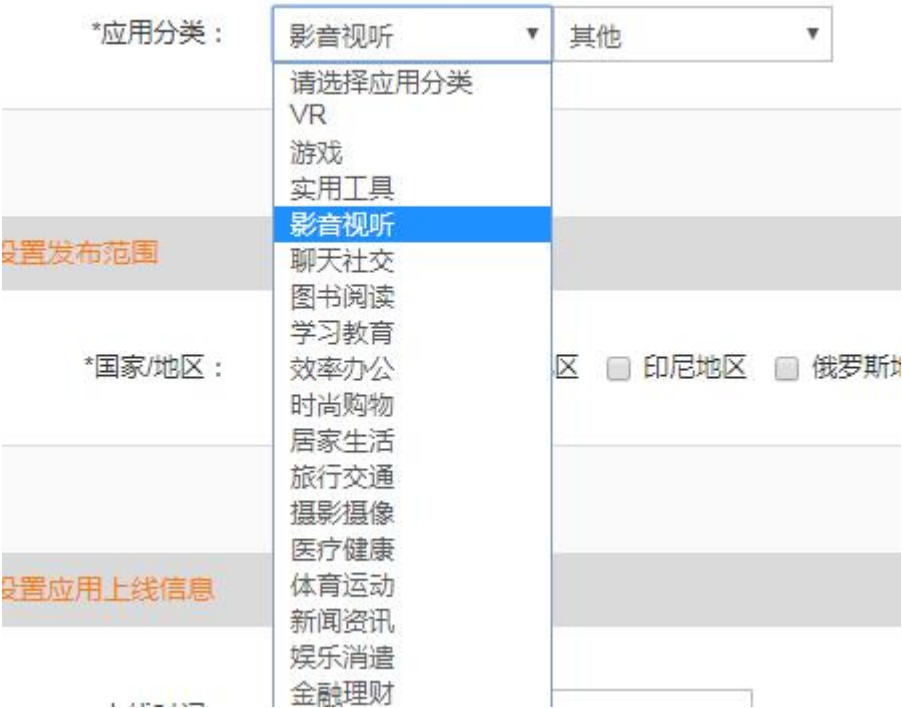 *应用分类： 影音视听 其他
请选择应用分类
VR
游戏
实用工具
影音视听
设置发布范围
聊天社交
图书阅读
学习教育
*国家/地区： 效率办公 区 印尼地区 俄罗斯地
时尚购物
居家生活
旅行交通
摄影摄像
医疗健康
设置应用上线信息
体育运动
新闻资讯
娱乐消遣
金融理财